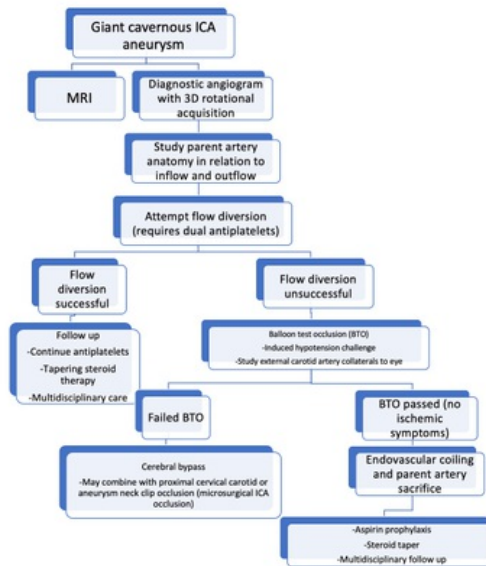 Giant cavernous ICA
aneurysm
MRI
Diagnostic angiogram
with 3D rotational
acquisition
Study parent artery
anatomy in relation to
inflow and outflow
Attempt flow diversion
(requires dual antiplatelets)
Flow
diversion
successful
Flow diversion
unsuccessful
Follow up
-Continue antiplatelets
-Tapering steroid
therapy
-Multidisciplinary care
Balloon test occlusion (BTO)
-Induced hypotension challenge
-Study external carotid artery collaterals to eye
Failed BTO
BTO passed (no
ischemic
symptoms)
Cerebral bypass
-May combine with proximal cervical carotid or
aneurysm neck clip occlusion (microsurgical ICA
occlusion)
Endovascular coiling
and parent artery
sacrifice
-Aspirin prophylaxis
-Steroid taper
-Multidisciplinary follow up